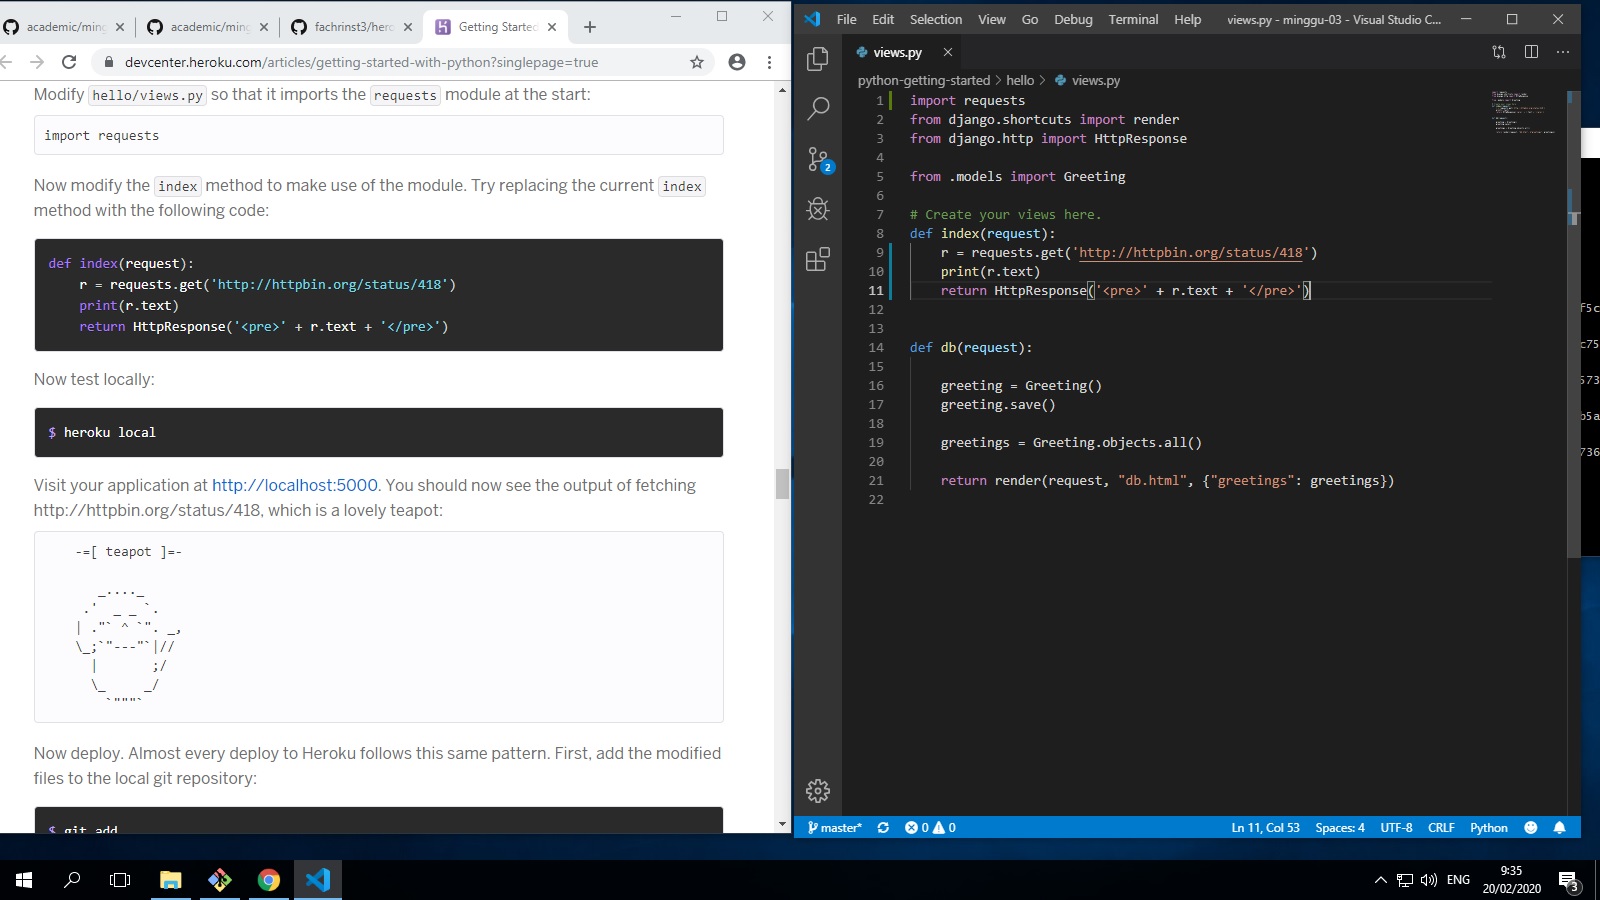 academic/ming
academic/ming
fachrinst3/hero
Getting Started
devcenter.heroku.com/articles/getting-started-with-python?singlepage=true
Modify hello/views.py so that it imports the requests module at the start:
import requests
Now modify the index method to make use of the module. Try replacing the current index
method with the following code:
def index(request):
    r = requests.get('http://httpbin.org/status/418')
    print(r.text)
    return HttpResponse('<pre>' + r.text + '</pre>')
Now test locally:
$ heroku local
Visit your application at http://localhost:5000. You should now see the output of fetching
http://httpbin.org/status/418, which is a lovely teapot:
    -=[ teapot ]=-

       _...._
     .'  _ _ `.
    | ."` ^ `". _,
    \_;`"---"`|//
      |       ;/
      \_     _/
        `"""`
Now deploy. Almost every deploy to Heroku follows this same pattern. First, add the modified
files to the local git repository:
$ git add
File Edit Selection View Go Debug Terminal Help views.py - minggu-03 - Visual Studio C...
views.py
python-getting-started > hello > views.py
1 import requests
2 from django.shortcuts import render
3 from django.http import HttpResponse
4
5 from .models import Greeting
6
7 # Create your views here.
8 def index(request):
9     r = requests.get('http://httpbin.org/status/418')
10     print(r.text)
11     return HttpResponse('<pre>' + r.text + '</pre>')
12
13
14 def db(request):
15
16     greeting = Greeting()
17     greeting.save()
18
19     greetings = Greeting.objects.all()
20
21     return render(request, "db.html", {"greetings": greetings})
22
2
f5c
c75
573
b5a
736
master* 0 0 Ln 11, Col 53 Spaces: 4 UTF-8 CRLF Python
ENG
9:35
20/02/2020
3